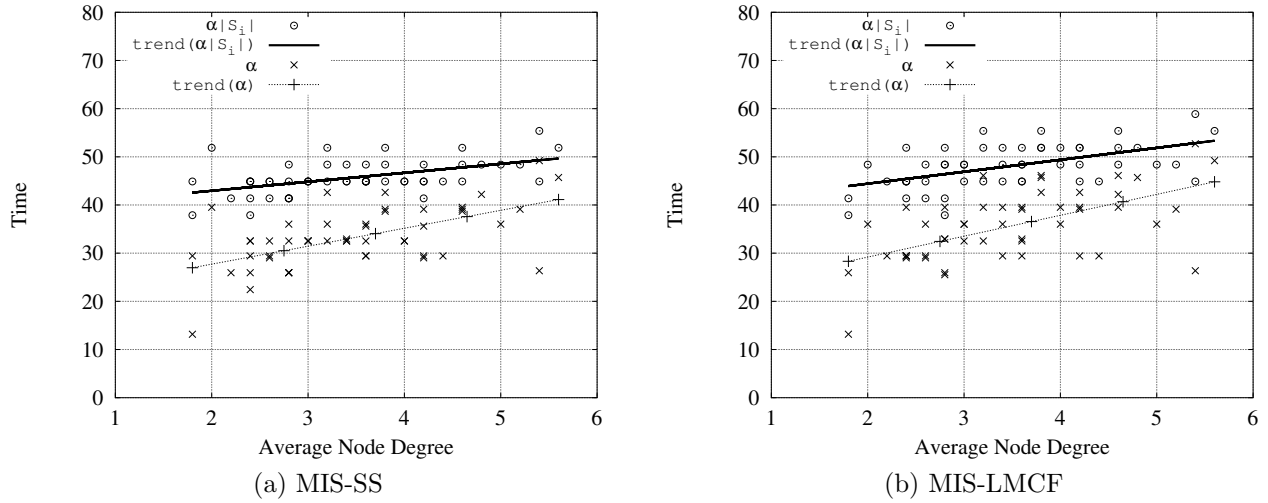 80
70
60
50
40
30
20
10
0
1 2 3 4 5 6
Time
Average Node Degree
α|S_i|
trend(α|S_i|)
α
trend(α)
(a) MIS-SS
80
70
60
50
40
30
20
10
0
1 2 3 4 5 6
Time
Average Node Degree
α|S_i|
trend(α|S_i|)
α
trend(α)
(b) MIS-LMCF